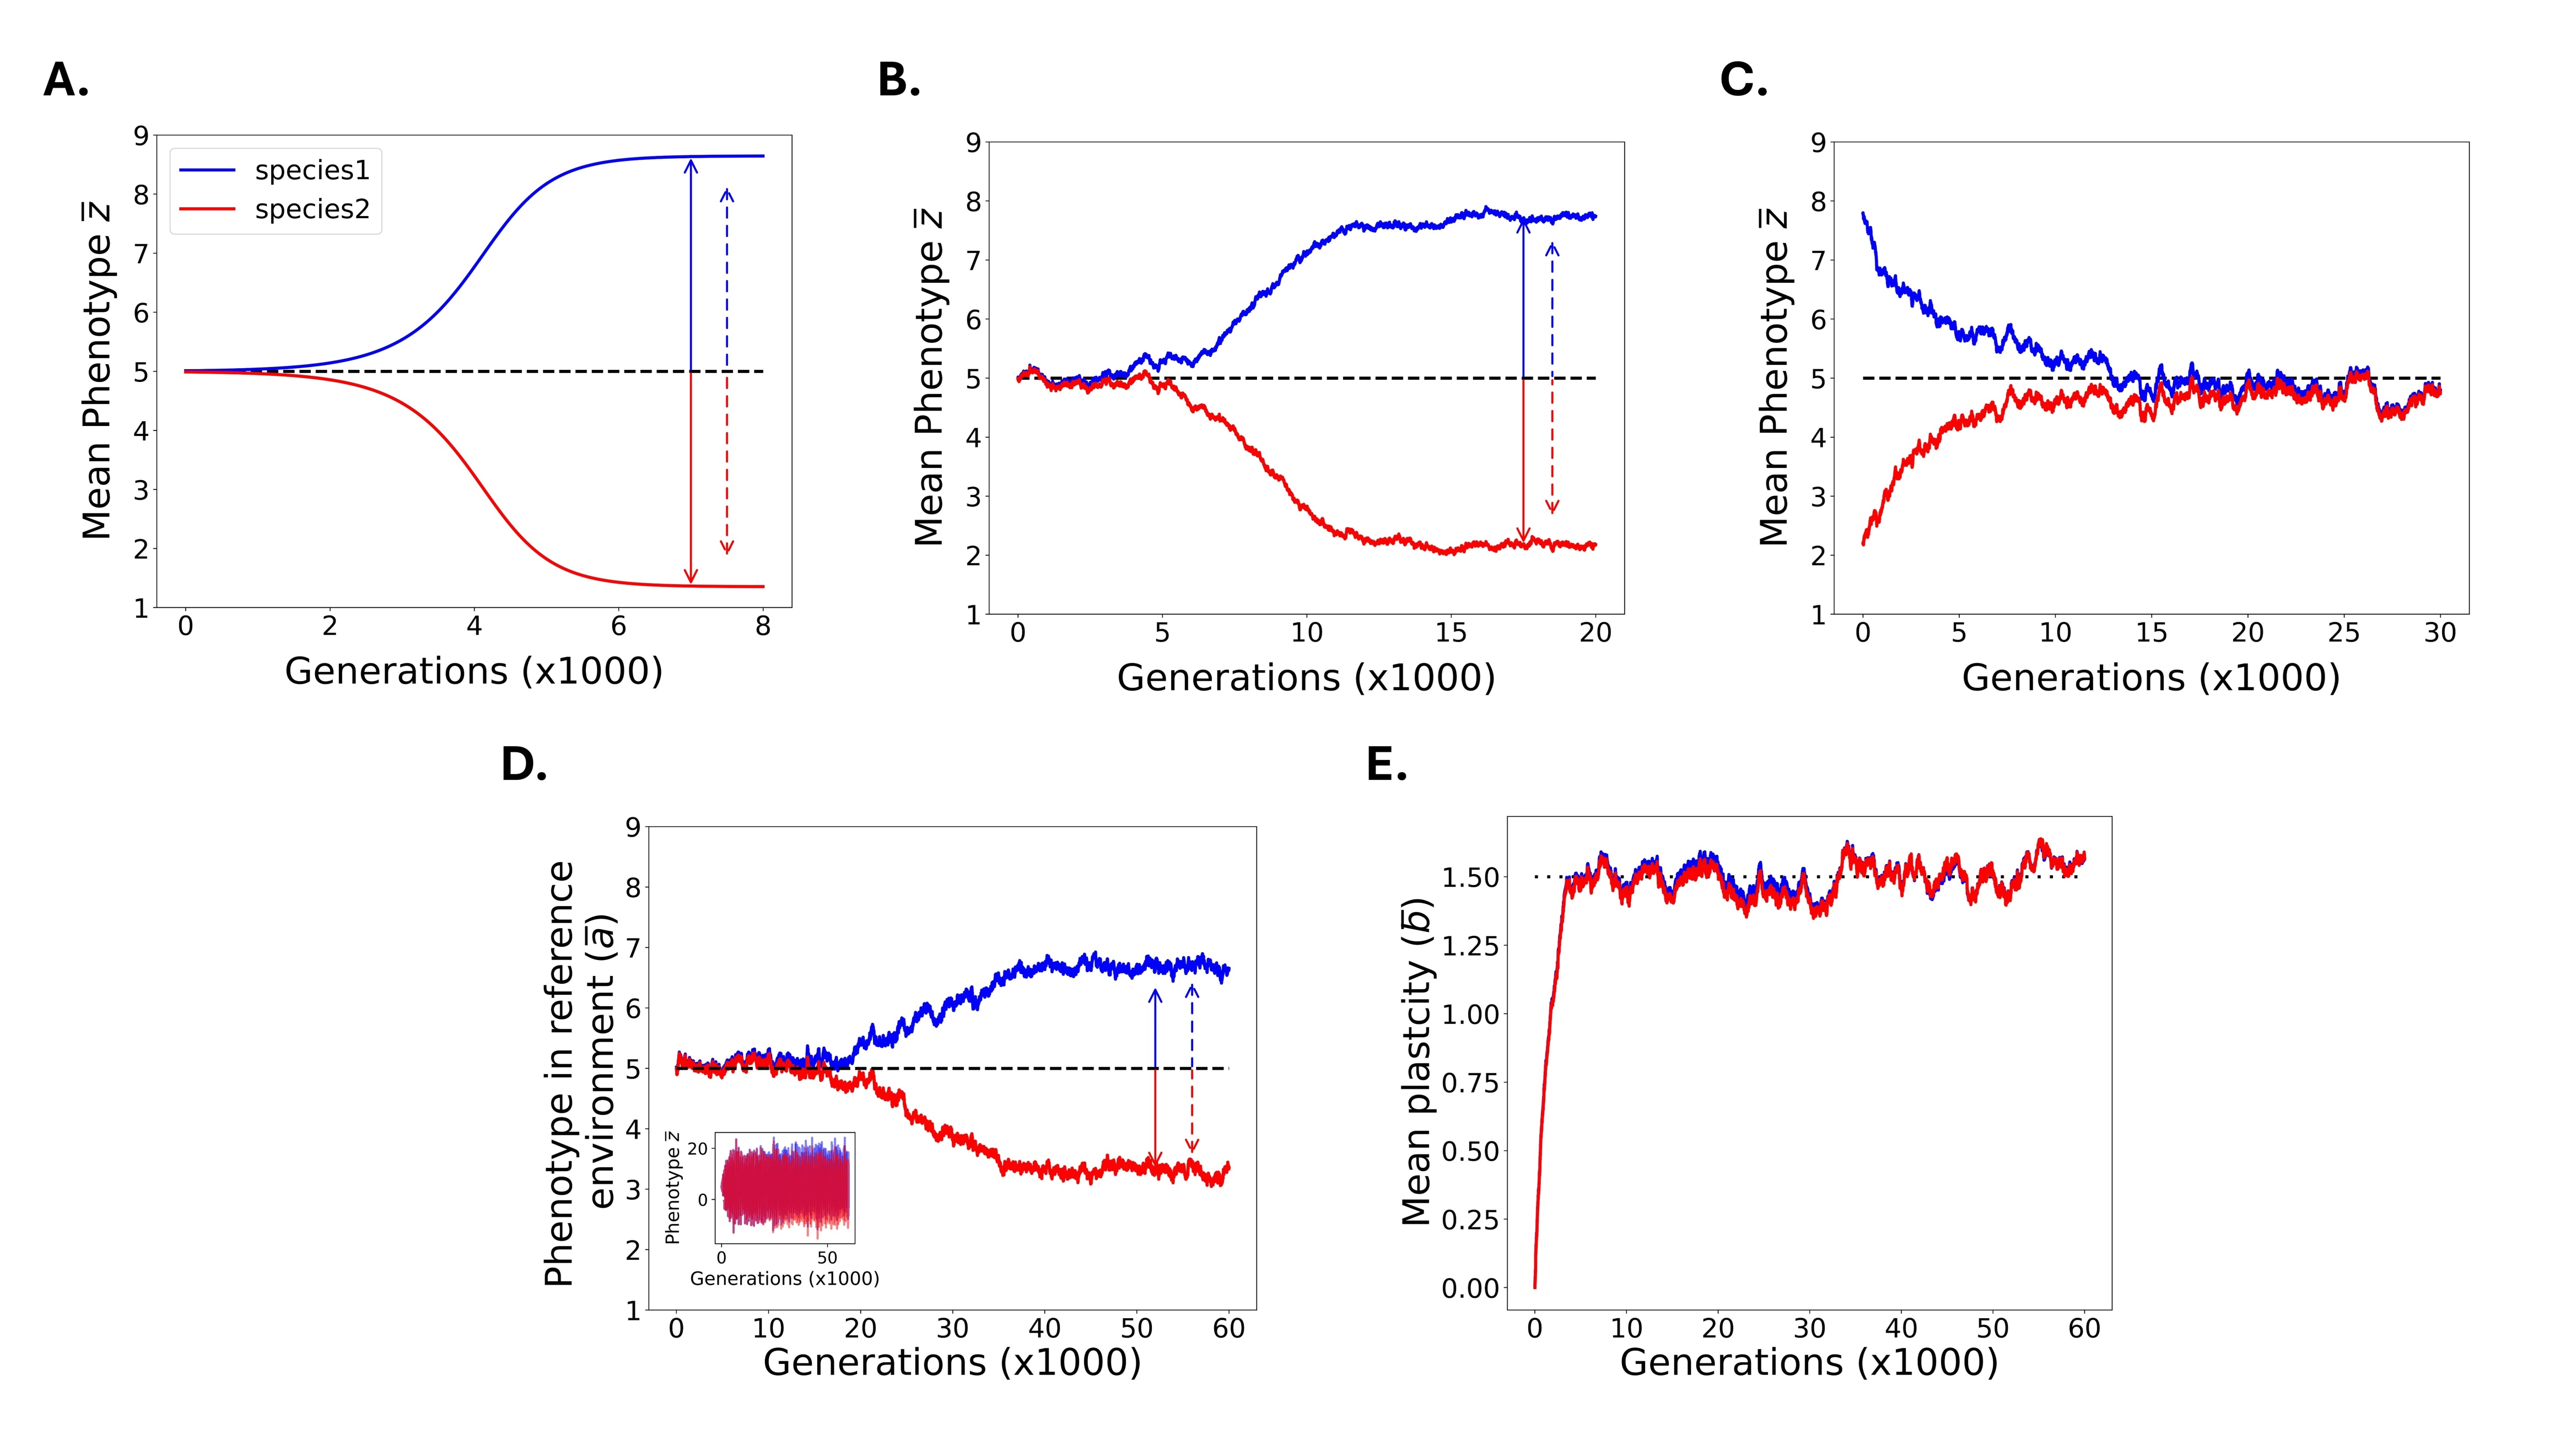 A.
9
8
7
6
5
4
3
2
1
Mean Phenotype z̅
species1
species2
0 2 4 6 8
Generations (x1000)
B.
9
8
7
6
5
4
3
2
1
Mean Phenotype z̅
0 5 10 15 20
Generations (x1000)
C.
9
8
7
6
5
4
3
2
1
Mean Phenotype z̅
0 5 10 15 20 25 30
Generations (x1000)
D.
9
8
7
6
5
4
3
2
1
Phenotype in reference
environment (a̅)
Phenotype z̅
20
0
0 50
Generations (x1000)
0 10 20 30 40 50 60
Generations (x1000)
E.
1.50
1.25
1.00
0.75
0.50
0.25
0.00
Mean plastcity (b̅)
0 10 20 30 40 50 60
Generations (x1000)